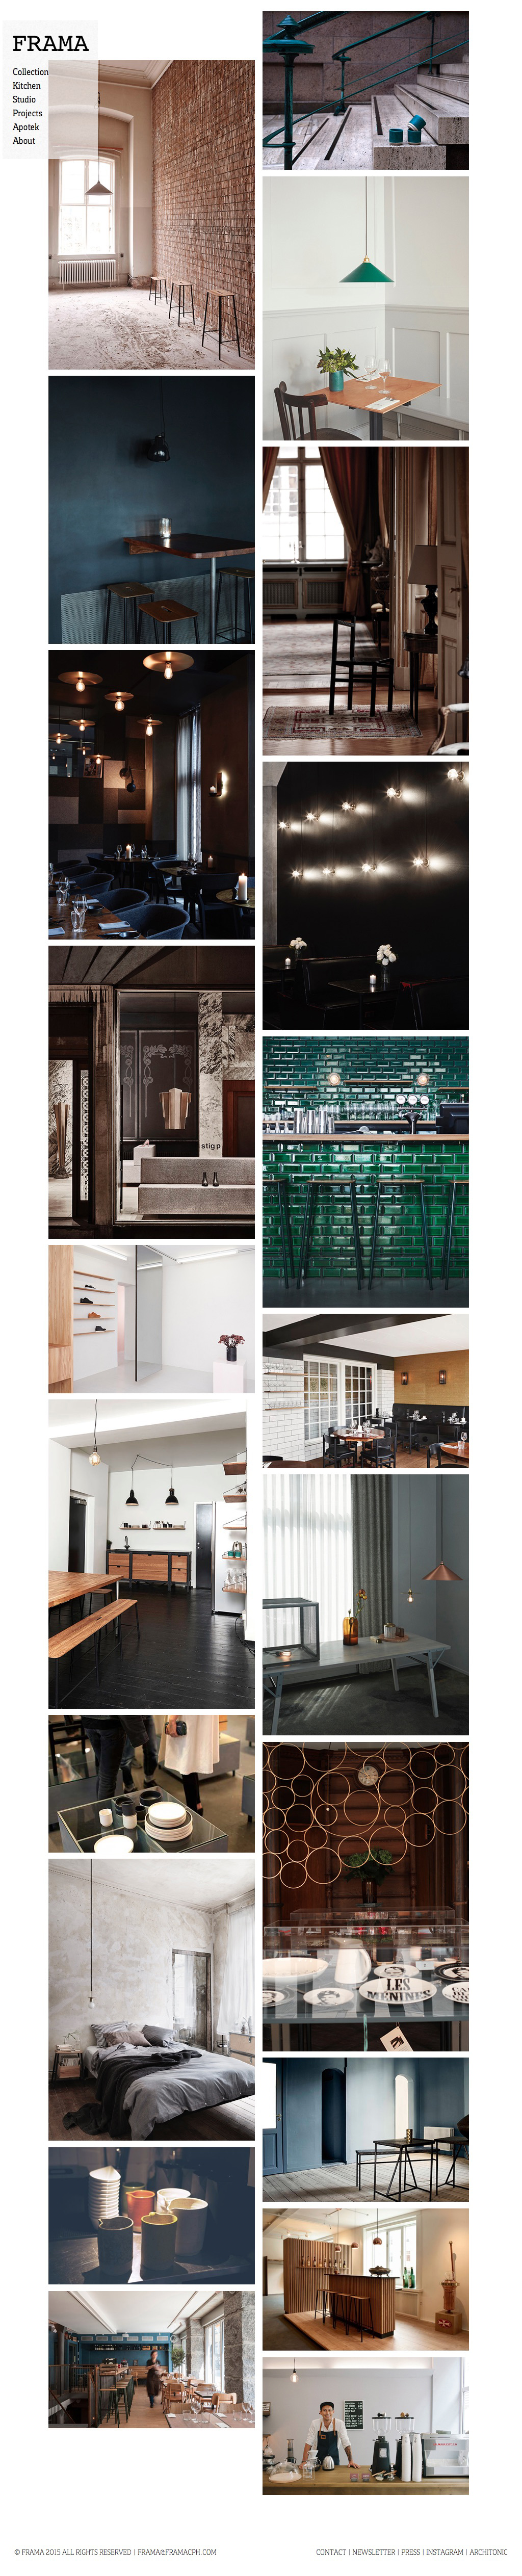 FRAMA
Collection
Kitchen
Studio
Projects
Apotek
About
stig p
LES
MENINES
© FRAMA 2015 ALL RIGHTS RESERVED | FRAMA@FRAMACPH.COM
CONTACT | NEWSLETTER | PRESS | INSTAGRAM | ARCHITONIC